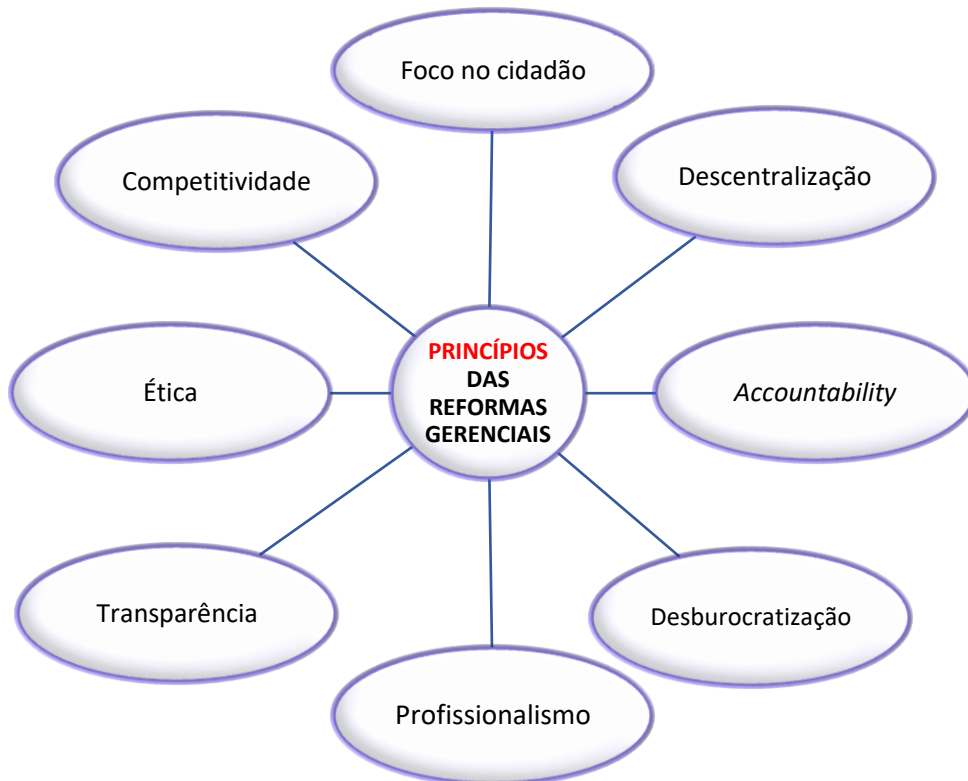 Foco no cidadão
Competitividade
Descentralização
PRINCÍPIOS
DAS
REFORMAS
GERENCIAIS
Ética
Accountability
Transparência
Desburocratização
Profissionalismo